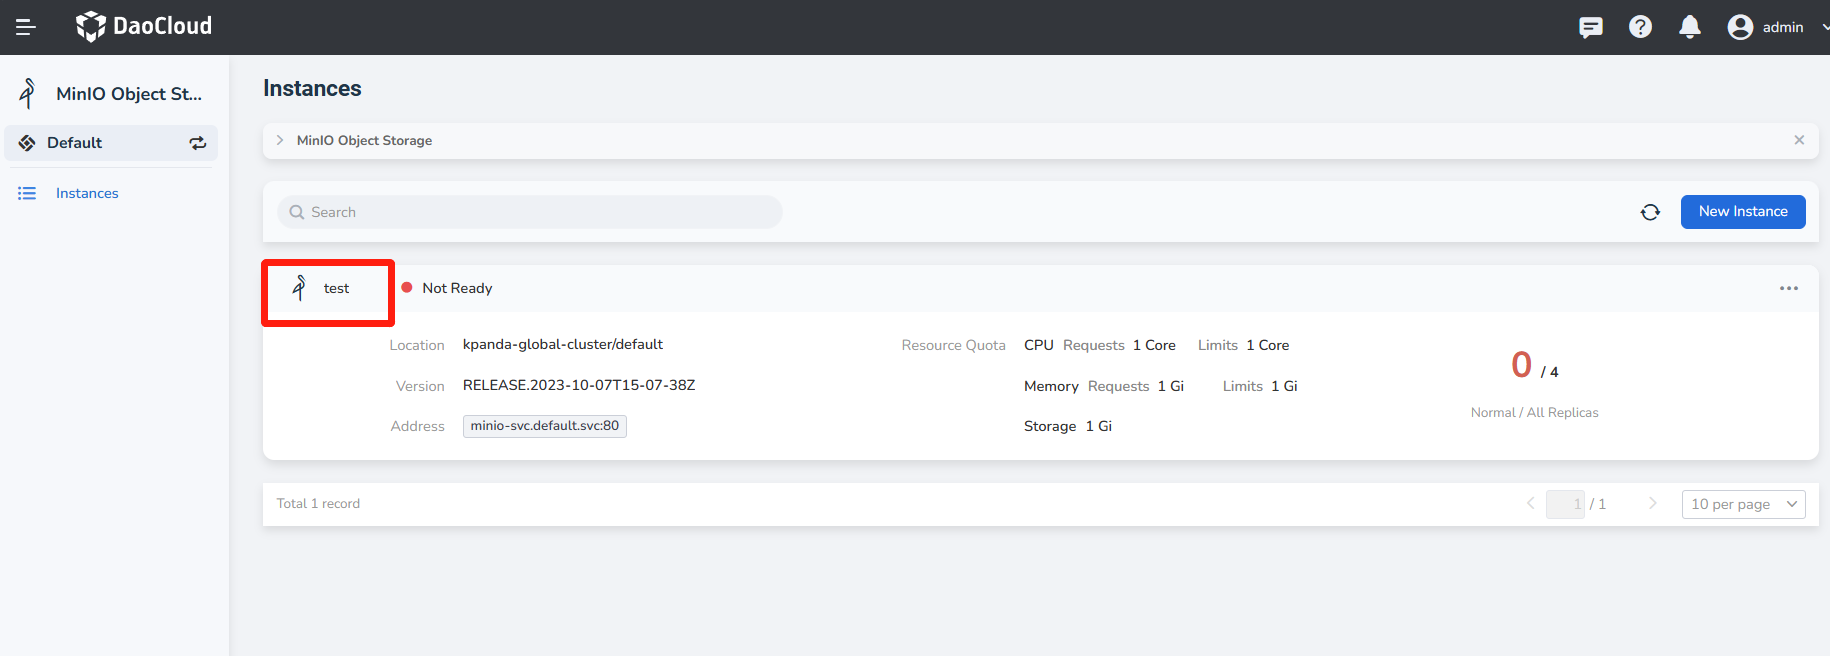 DaoCloud
admin
MinIO Object St...
Default
Instances
Instances
MinIO Object Storage
Search
New Instance
test
Not Ready
Location kpanda-global-cluster/default
Version RELEASE.2023-10-07T15-07-38Z
Address minio-svc.default.svc:80
Resource Quota CPU Requests 1 Core Limits 1 Core
Memory Requests 1 Gi Limits 1 Gi
Storage 1 Gi
0 / 4
Normal / All Replicas
Total 1 record
1 / 1
10 per page